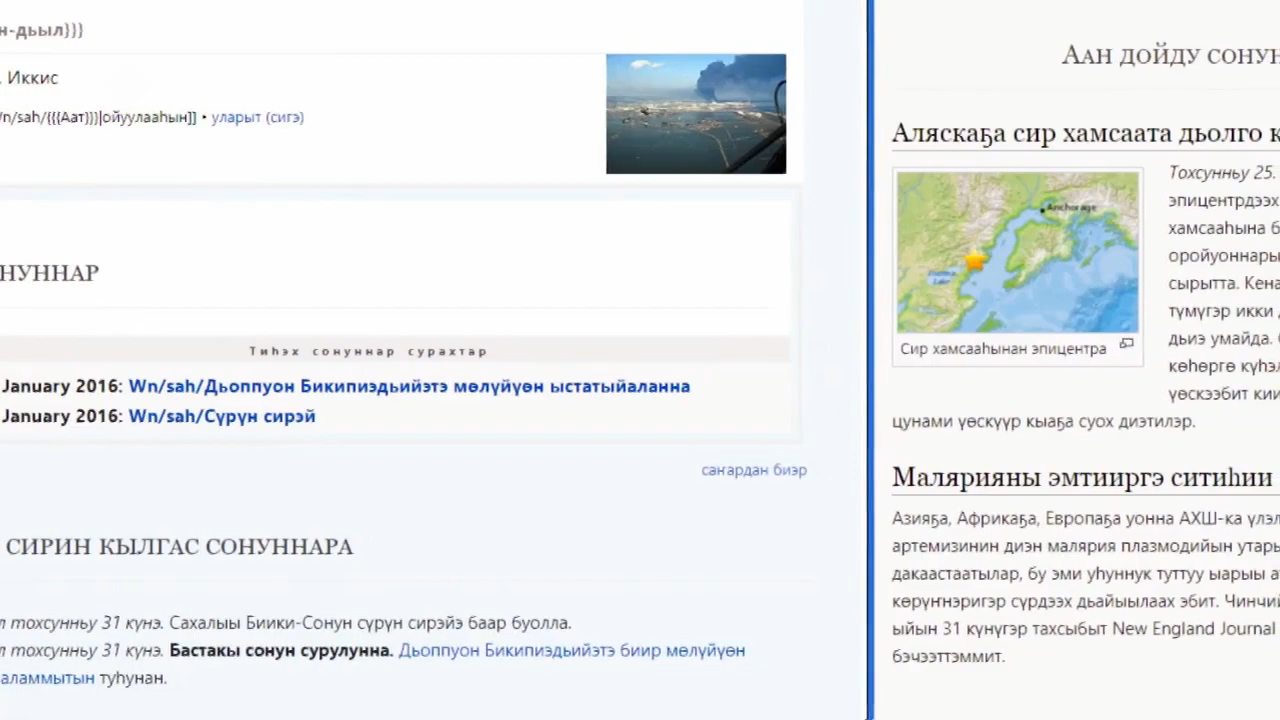 н-дьыл)))
. Иккис
Wn/sah/{{{Аат}}}|ойуулааһын]] • уларыт (сигэ)
НУННАР
Тиһэх сонуннар сурахтар
January 2016: Wn/sah/Дьоппуон Бикипиэдьийэтэ мөлүйүөн ыстатыйаланна
January 2016: Wn/sah/Сүрүн сирэй
саҥардан биэр
СИРИН КЫЛГАС СОНУННАРА
л тохсунньу 31 күнэ. Сахалыы Биики-Сонун сүрүн сирэйэ баар буолла.
л тохсунньу 31 күнэ. Бастакы сонун сурулунна. Дьоппуон Бикипиэдьийэтэ биир мөлүйүөн
аламмытын туһунан.
Аан дойду сонун
Аляскаҕа сир хамсаата дьолго к
Anchorage
Сир хамсааһынан эпицентра
Тохсунньу 25.
эпицентрдээх
хамсааһына б
оройуоннары
сырытта. Кена
түмүгэр икки
дьиэ умайда.
көһөргө күһэл
үөскээбит кии
цунами үөскүүр кыаҕа суох диэтилэр.
Малярияны эмтииргэ ситиһии
Азияҕа, Африкаҕа, Европаҕа уонна АХШ-ка үлэл
артемизинин диэн малярия плазмодийын утары
дакаастаатылар, бу эми уһуннук туттуу ыарыы ат
көрүҥнэригэр сүрдээх дьайыылаах эбит. Чинчий
ыйын 31 күнүгэр тахсыбыт New England Journal
бэчээттэммит.